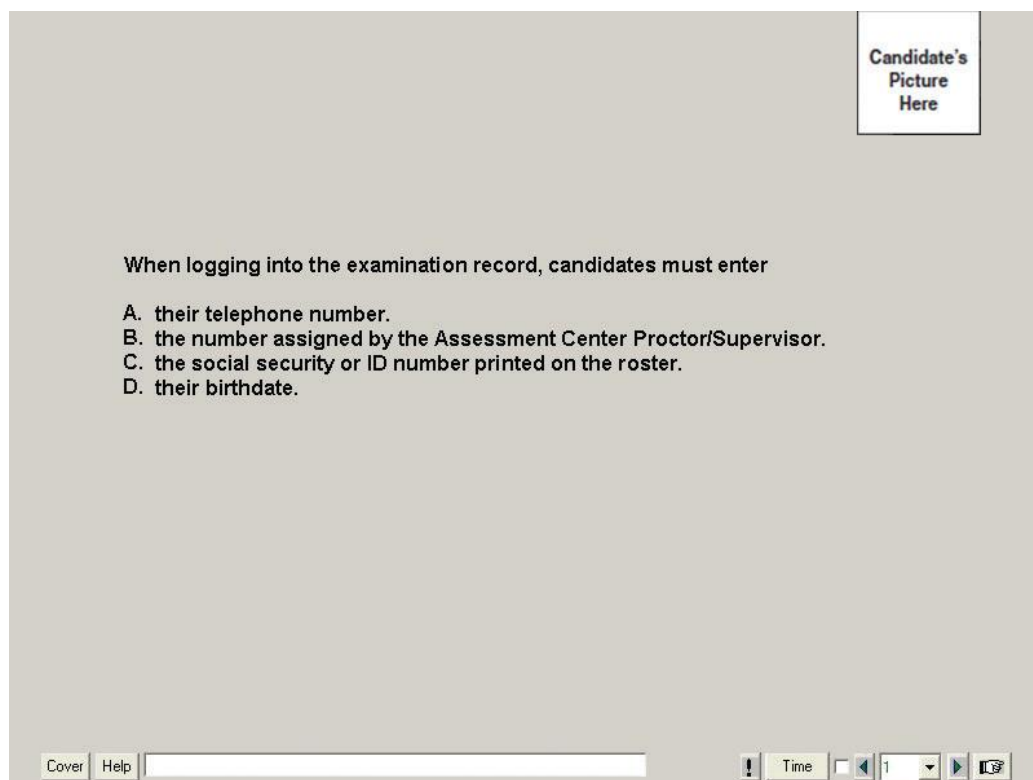 Candidate's
Picture
Here
When logging into the examination record, candidates must enter
A. their telephone number.
B. the number assigned by the Assessment Center Proctor/Supervisor.
C. the social security or ID number printed on the roster.
D. their birthdate.
Cover Help ! Time 1